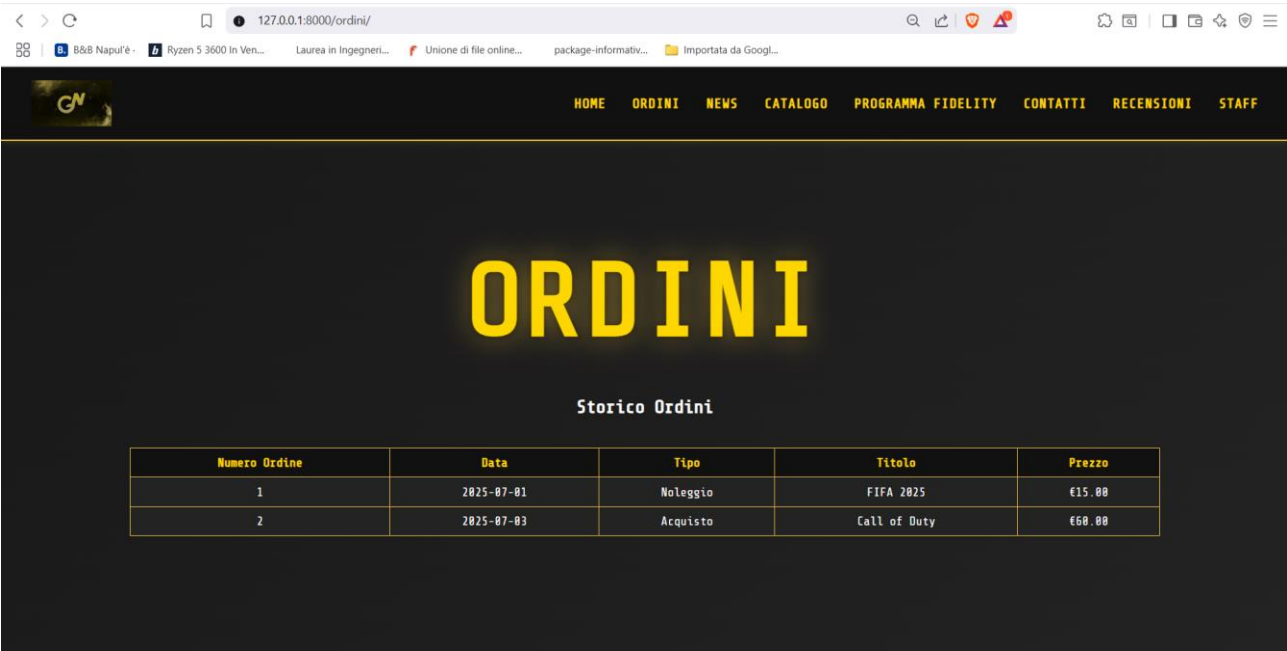 127.0.0.1:8000/ordini/
B. B&B Napul'è - b Ryzen 5 3600 In Ven... Laurea in Ingegneri... Unione di file online... package-informativ... Importata da Googl...
GN HOME ORDINI NEWS CATALOGO PROGRAMMA FIDELITY CONTATTI RECENSIONI STAFF
ORDINI
Storico Ordini
Numero Ordine Data Tipo Titolo Prezzo
1 2025-07-01 Noleggio FIFA 2025 €15.00
2 2025-07-03 Acquisto Call of Duty €60.00